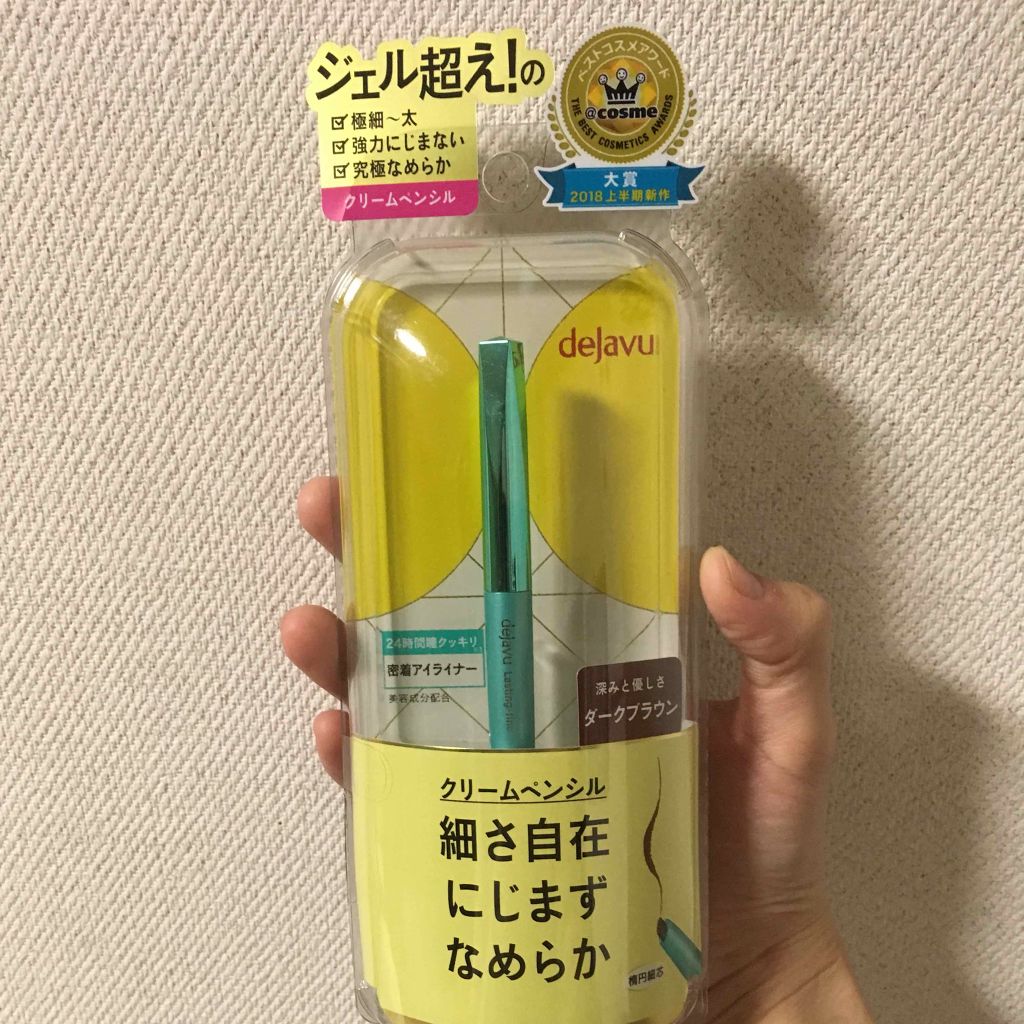 ジェル超え!の
☑極細～太
☑強力にじまない
☑究極なめらか
クリームペンシル
ベストコスメアワード
@cosme
THE BEST COSMETICS AWARDS
大賞
2018上半期新作
deJavu
deJavu Lasting-fine
24時間瞳クッキリ
密着アイライナー
美容成分配合
深みと優しさ
ダークブラウン
クリームペンシル
細さ自在
にじまず
なめらか
楕円細芯